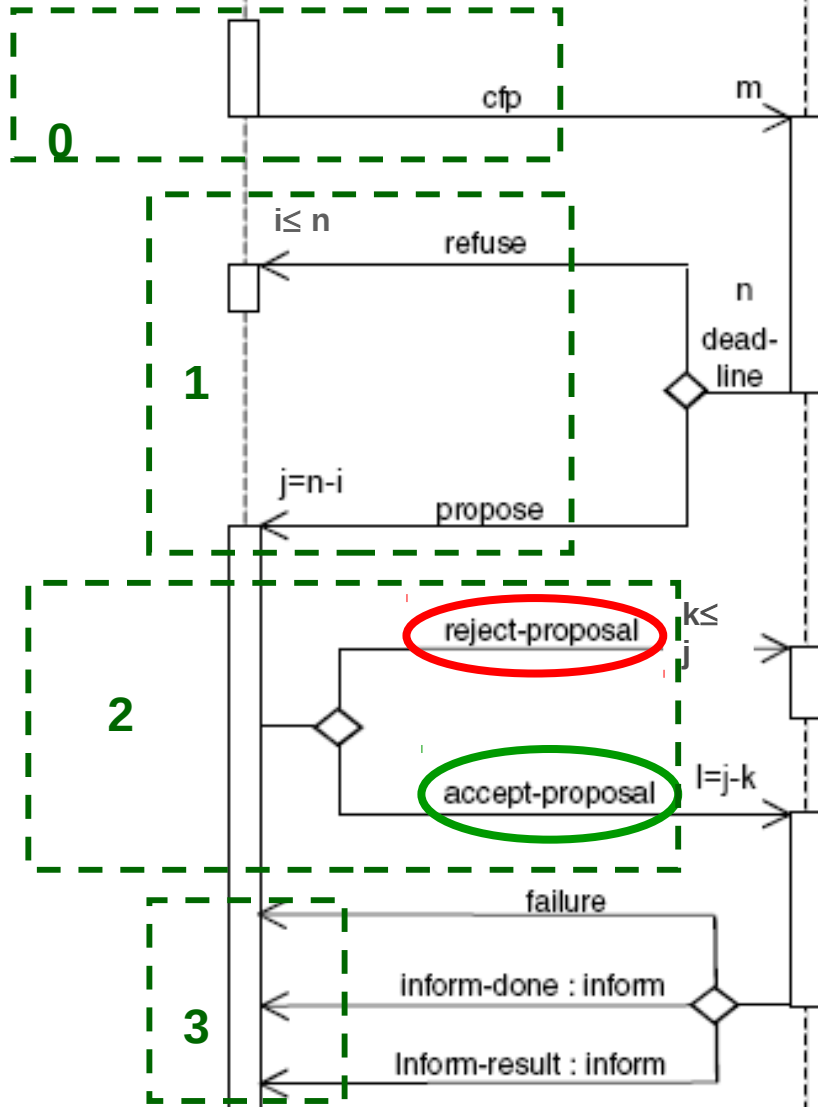 cfp
m
0
i≤ n
refuse
n
dead-
line
1
j=n-i
propose
reject-proposal
k≤
j
2
accept-proposal
l=j-k
failure
inform-done : inform
3
Inform-result : inform